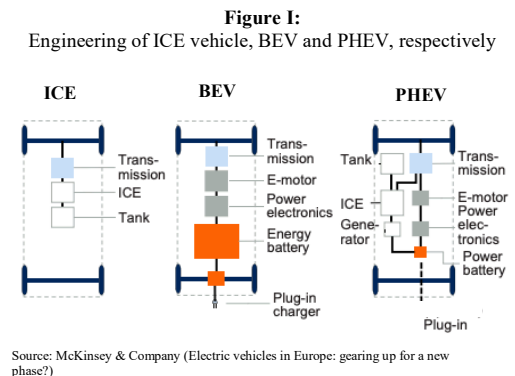 Figure I:
Engineering of ICE vehicle, BEV and PHEV, respectively
ICE
Trans-
mission
ICE
Tank
BEV
Trans-
mission
E-motor
Power
electronics
Energy
battery
Plug-in
charger
PHEV
Tank
ICE
Gene-
rator
Trans-
mission
E-motor
Power
elec-
tronics
Power
battery
Plug-in
Source: McKinsey & Company (Electric vehicles in Europe: gearing up for a new
phase?)